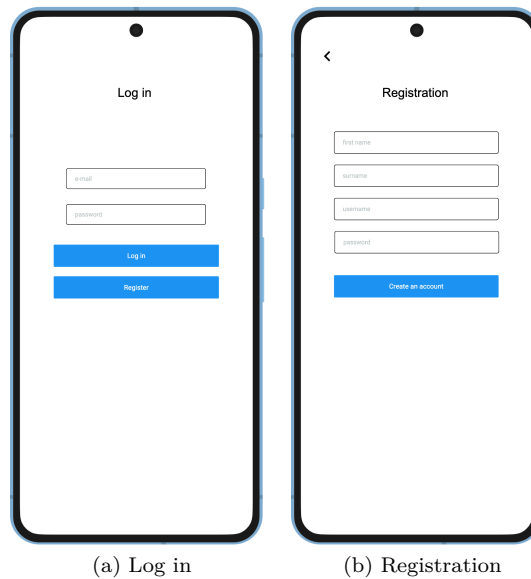 Log in
e-mail
password
Log in
Register
(a) Log in
Registration
first name
surname
username
password
Create an account
(b) Registration